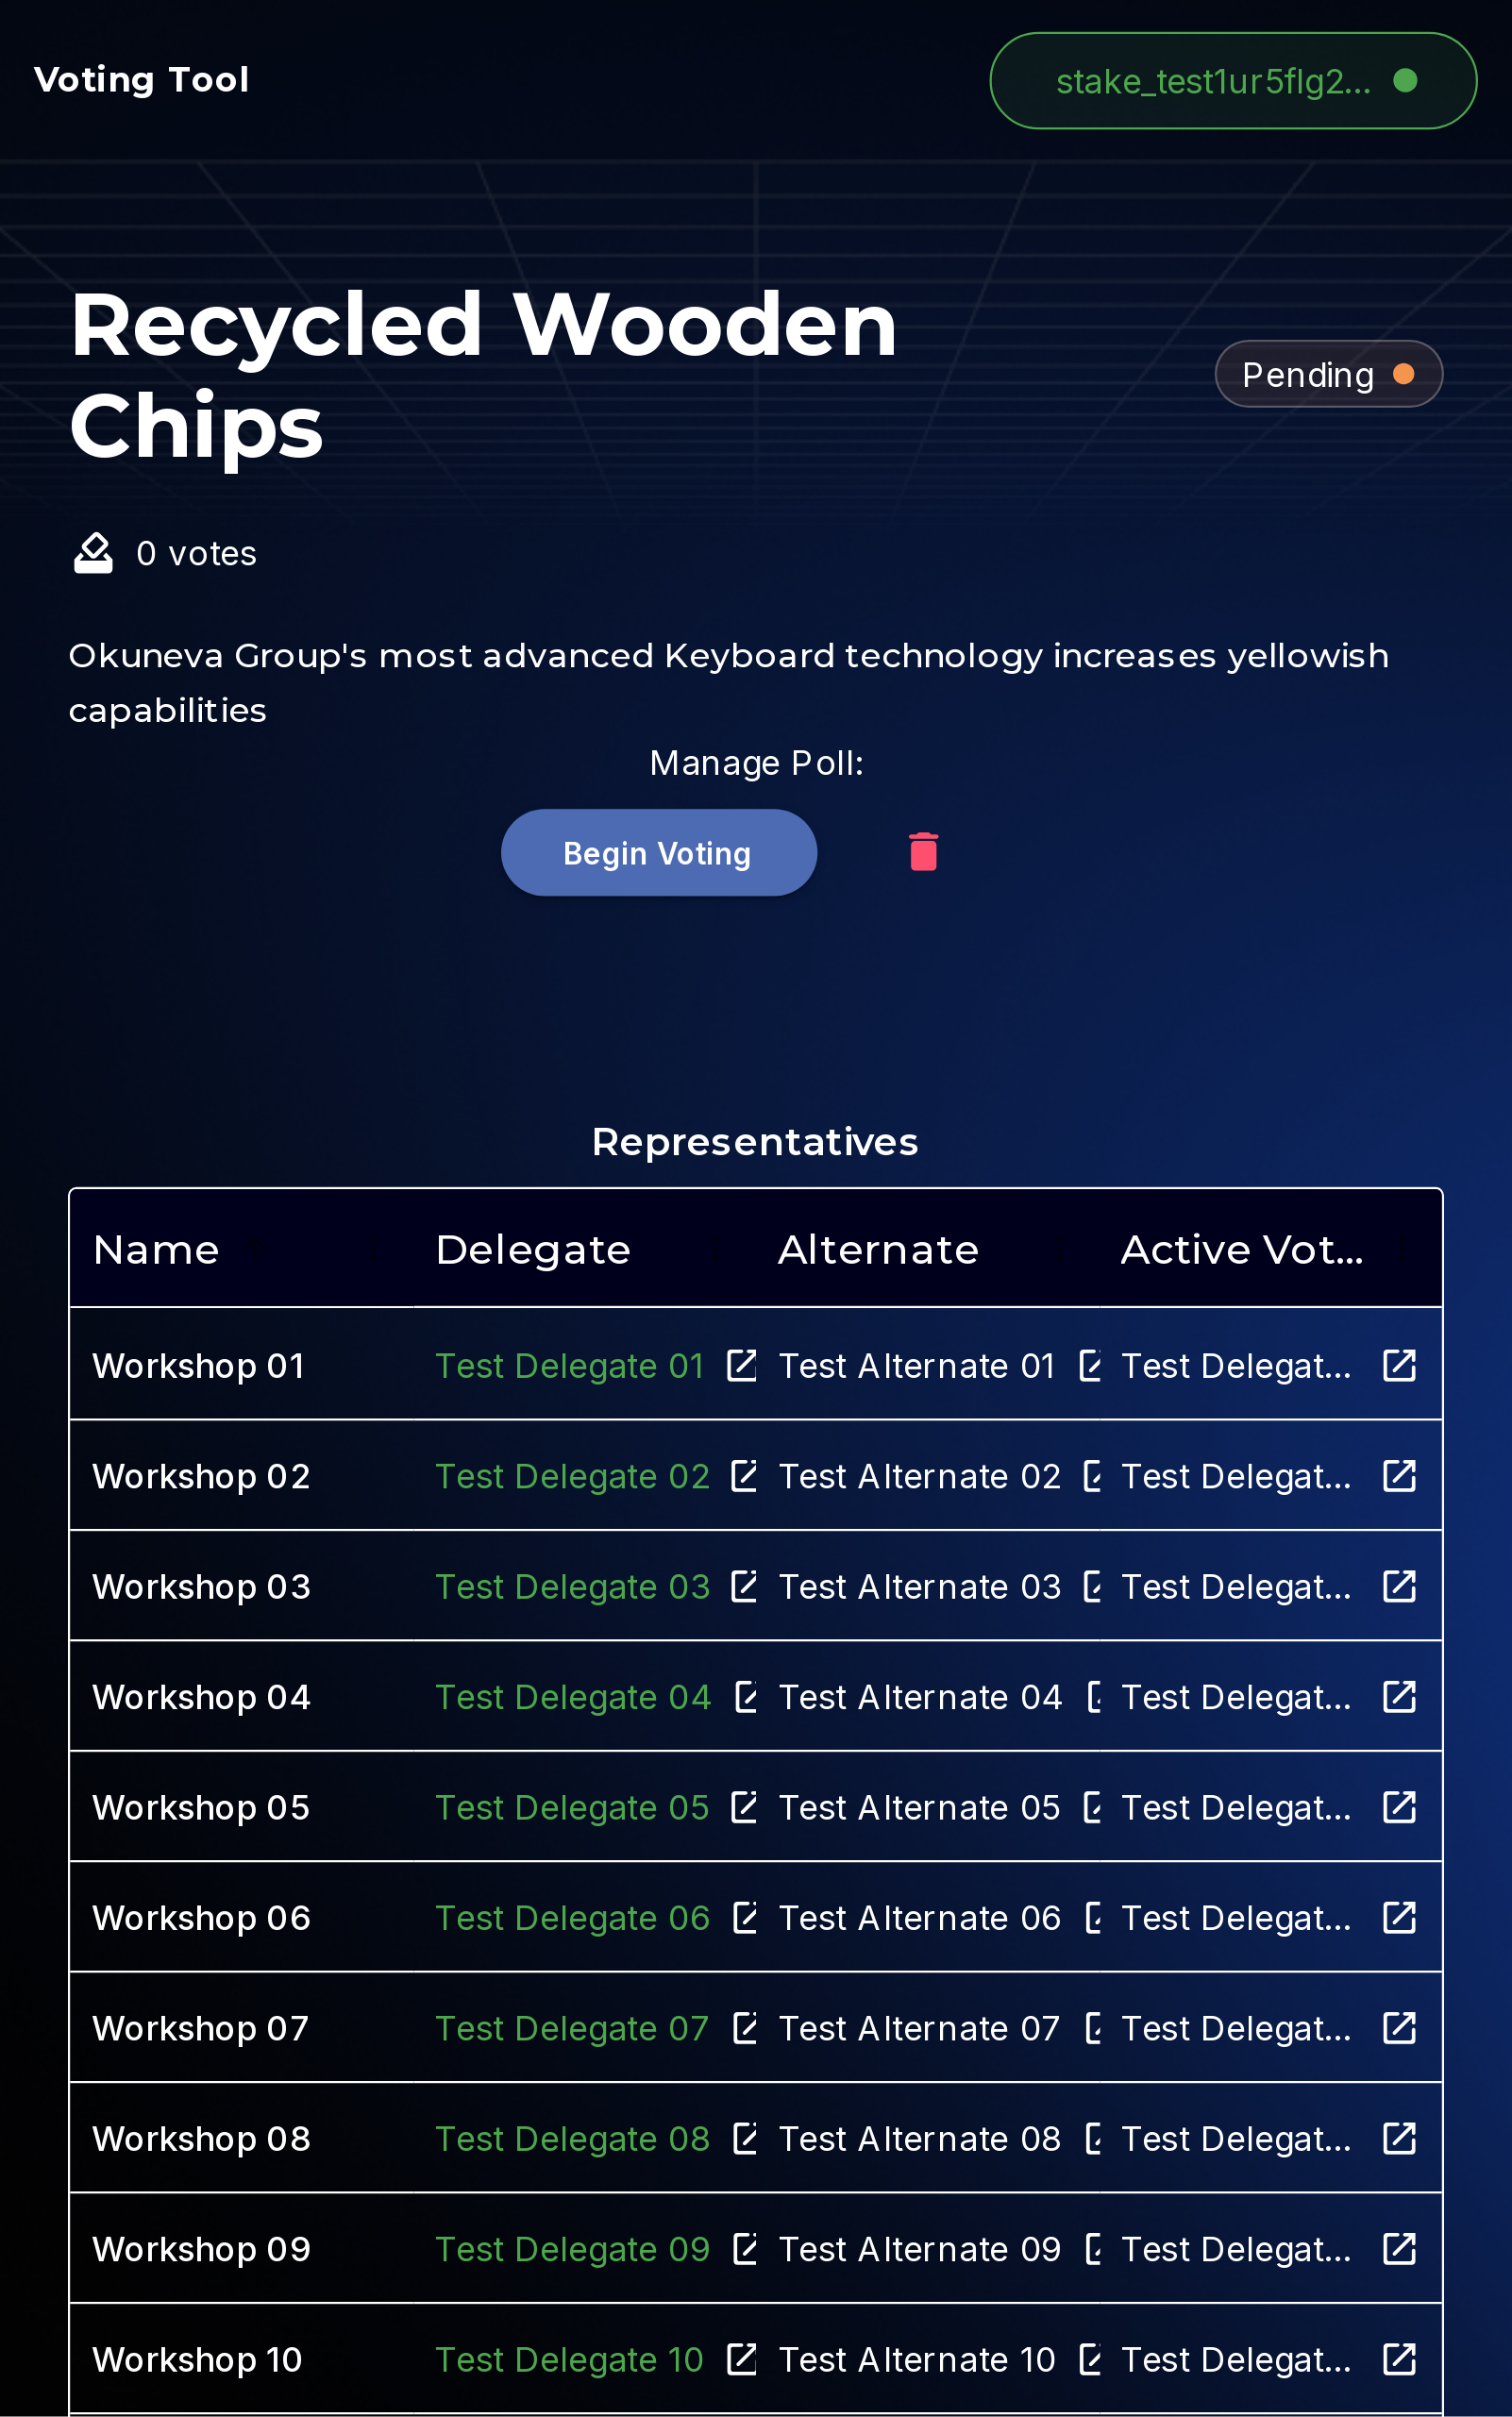 Voting Tool
stake_test1ur5flg2...
Recycled Wooden
Chips
Pending
0 votes
Okuneva Group's most advanced Keyboard technology increases yellowish
capabilities
Manage Poll:
Begin Voting
Representatives
Name Delegate Alternate Active Vot...
Workshop 01 Test Delegate 01 Test Alternate 01 Test Delegat...
Workshop 02 Test Delegate 02 Test Alternate 02 Test Delegat...
Workshop 03 Test Delegate 03 Test Alternate 03 Test Delegat...
Workshop 04 Test Delegate 04 Test Alternate 04 Test Delegat...
Workshop 05 Test Delegate 05 Test Alternate 05 Test Delegat...
Workshop 06 Test Delegate 06 Test Alternate 06 Test Delegat...
Workshop 07 Test Delegate 07 Test Alternate 07 Test Delegat...
Workshop 08 Test Delegate 08 Test Alternate 08 Test Delegat...
Workshop 09 Test Delegate 09 Test Alternate 09 Test Delegat...
Workshop 10 Test Delegate 10 Test Alternate 10 Test Delegat...